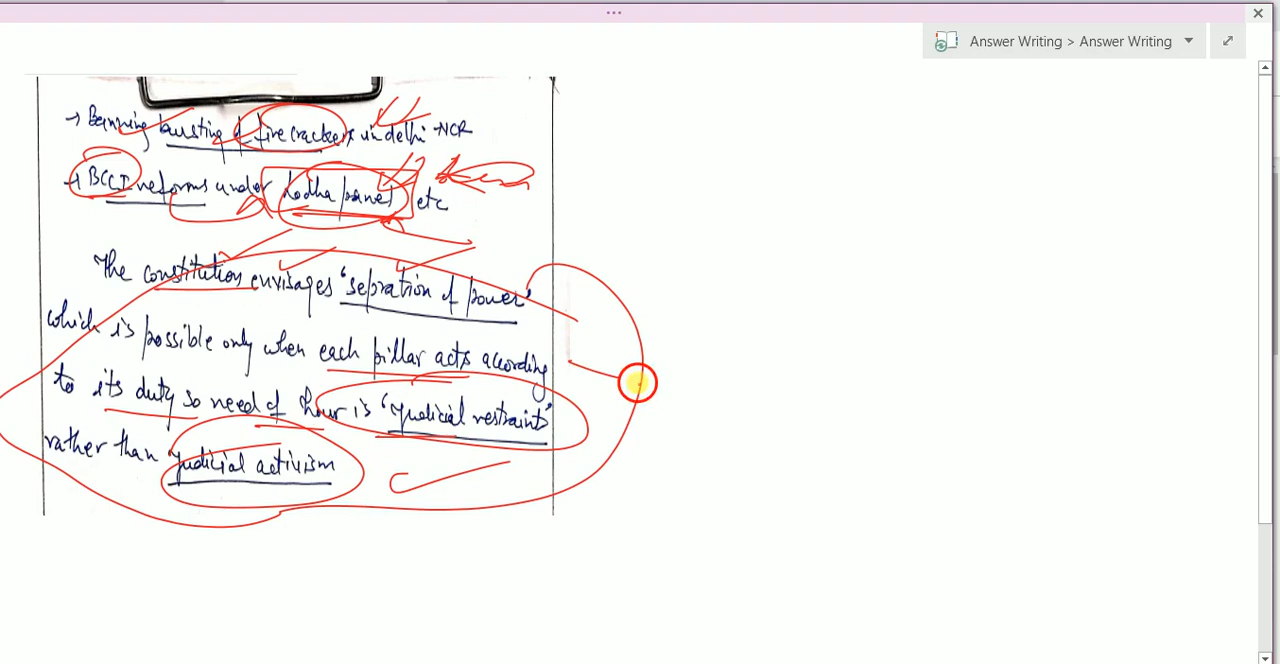 Answer Writing > Answer Writing
→ Banning bursting of firecrackers in delhi-NCR
→ BCCI reforms under Lodha panel etc
The constitution envisages 'sepration of power'
which is possible only when each pillar acts according
to its duty so need of hour is 'judicial restraint'
rather than judicial activism